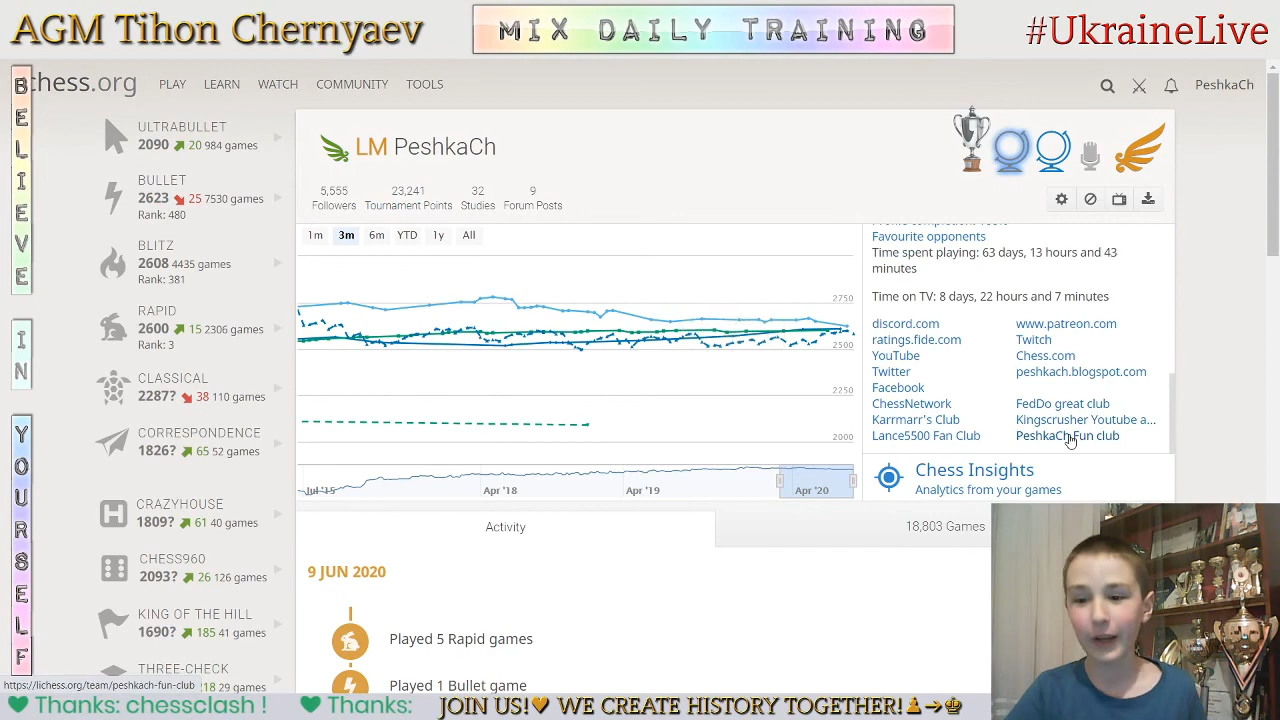 AGM Tihon Chernyaev
MIX DAILY TRAINING
#UkraineLive
BELIEVE
IN
YOURSELF
chess.org
PLAY
LEARN
WATCH
COMMUNITY
TOOLS
PeshkaCh
ULTRABULLET
2090 20 984 games
BULLET
2623 25 7530 games
Rank: 480
BLITZ
2608 4435 games
Rank: 381
RAPID
2600 15 2306 games
Rank: 3
CLASSICAL
2287? 38 110 games
CORRESPONDENCE
1826? 65 52 games
CRAZYHOUSE
1809? 61 40 games
CHESS960
2093? 26 126 games
KING OF THE HILL
1690? 185 41 games
THREE-CHECK
18 29 games
LM PeshkaCh
5,555 Followers
23,241 Tournament Points
32 Studies
9 Forum Posts
1m 3m 6m YTD 1y All
2750
2500
2250
2000
Jul '15
Apr '18
Apr '19
Apr '20
Favourite opponents
Time spent playing: 63 days, 13 hours and 43
minutes
Time on TV: 8 days, 22 hours and 7 minutes
discord.com www.patreon.com
ratings.fide.com Twitch
YouTube Chess.com
Twitter peshkach.blogspot.com
Facebook
ChessNetwork FedDo great club
Karrmarr's Club Kingscrusher Youtube a...
Lance5500 Fan Club PeshkaCh Fun club
Chess Insights
Analytics from your games
Activity
18,803 Games
9 JUN 2020
Played 5 Rapid games
Played 1 Bullet game
https://lichess.org/team/peshkach-fun-club
Thanks: chessclash !
Thanks:
JOIN US! WE CREATE HISTORY TOGETHER!